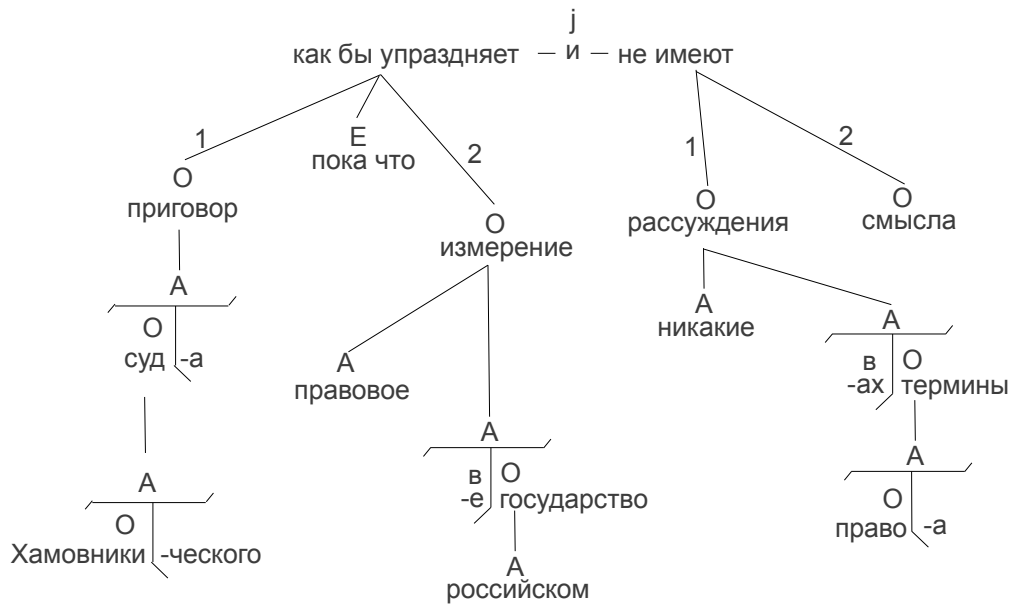 j
как бы упраздняет — и — не имеют
1
Е
пока что
2
1
2
О
приговор
О
измерение
О
рассуждения
О
смысла
А
О
суд -а
А
правовое
А
никакие
А
в О
-ах термины
А
О
Хамовники -ческого
А
в О
-е государство
А
российском
А
О
право -а